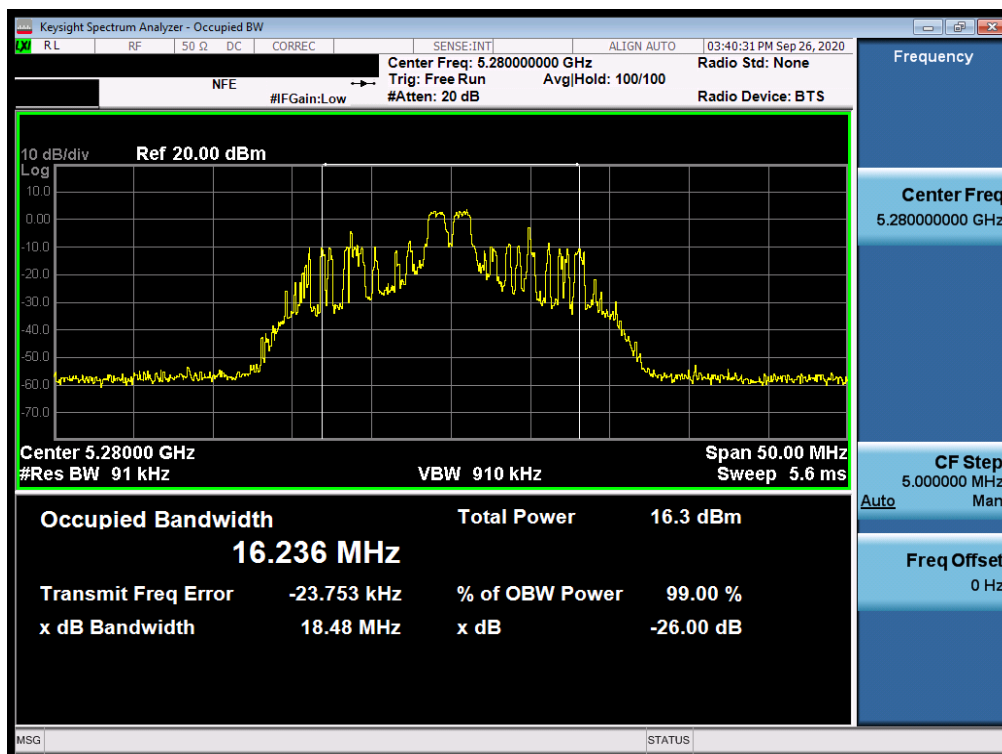 Keysight Spectrum Analyzer - Occupied BW
LXI RL RF 50 Ω DC CORREC SENSE:INT ALIGN AUTO 03:40:31 PM Sep 26, 2020
Center Freq: 5.280000000 GHz Radio Std: None
NFE Trig: Free Run Avg|Hold: 100/100
#IFGain:Low #Atten: 20 dB Radio Device: BTS
10 dB/div Ref 20.00 dBm
Log
10.0
0.00
-10.0
-20.0
-30.0
-40.0
-50.0
-60.0
-70.0
Center 5.28000 GHz Span 50.00 MHz
#Res BW 91 kHz VBW 910 kHz Sweep 5.6 ms
Occupied Bandwidth Total Power 16.3 dBm
16.236 MHz
Transmit Freq Error -23.753 kHz % of OBW Power 99.00 %
x dB Bandwidth 18.48 MHz x dB -26.00 dB
MSG STATUS
Frequency
Center Freq
5.280000000 GHz
CF Step
5.000000 MHz
Auto Man
Freq Offset
0 Hz